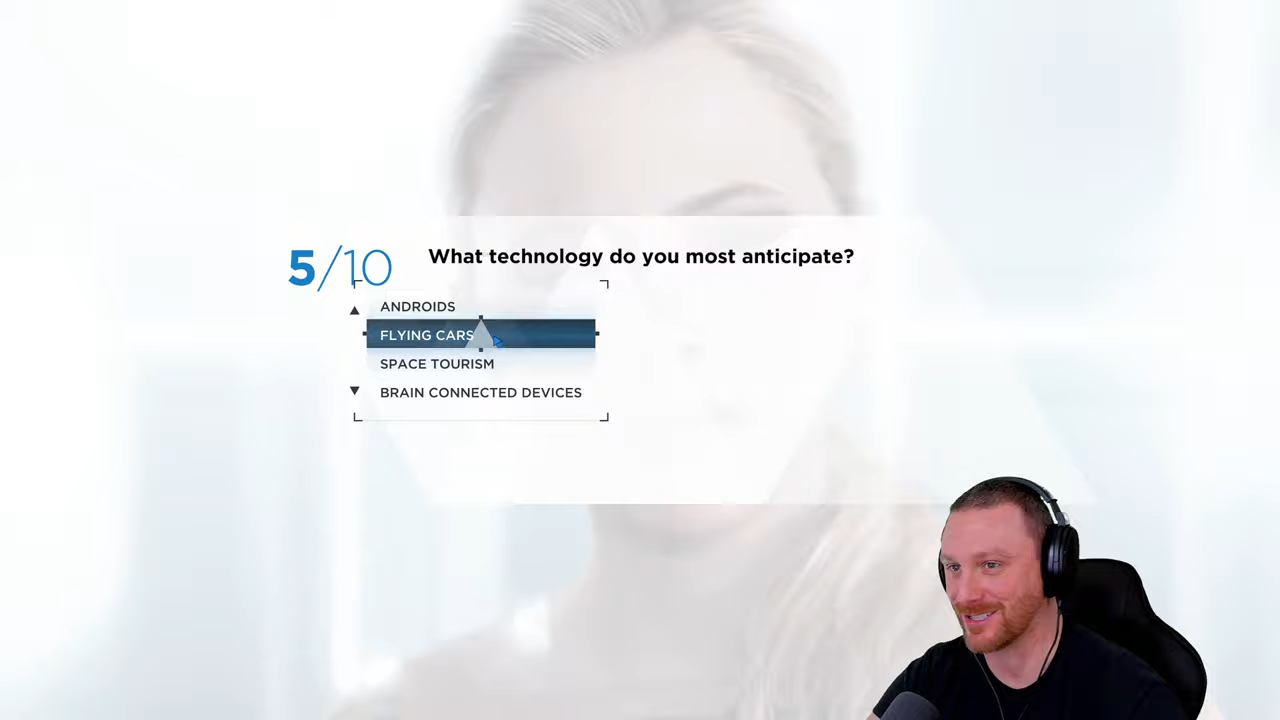 5/10
What technology do you most anticipate?
ANDROIDS
FLYING CARS
SPACE TOURISM
BRAIN CONNECTED DEVICES